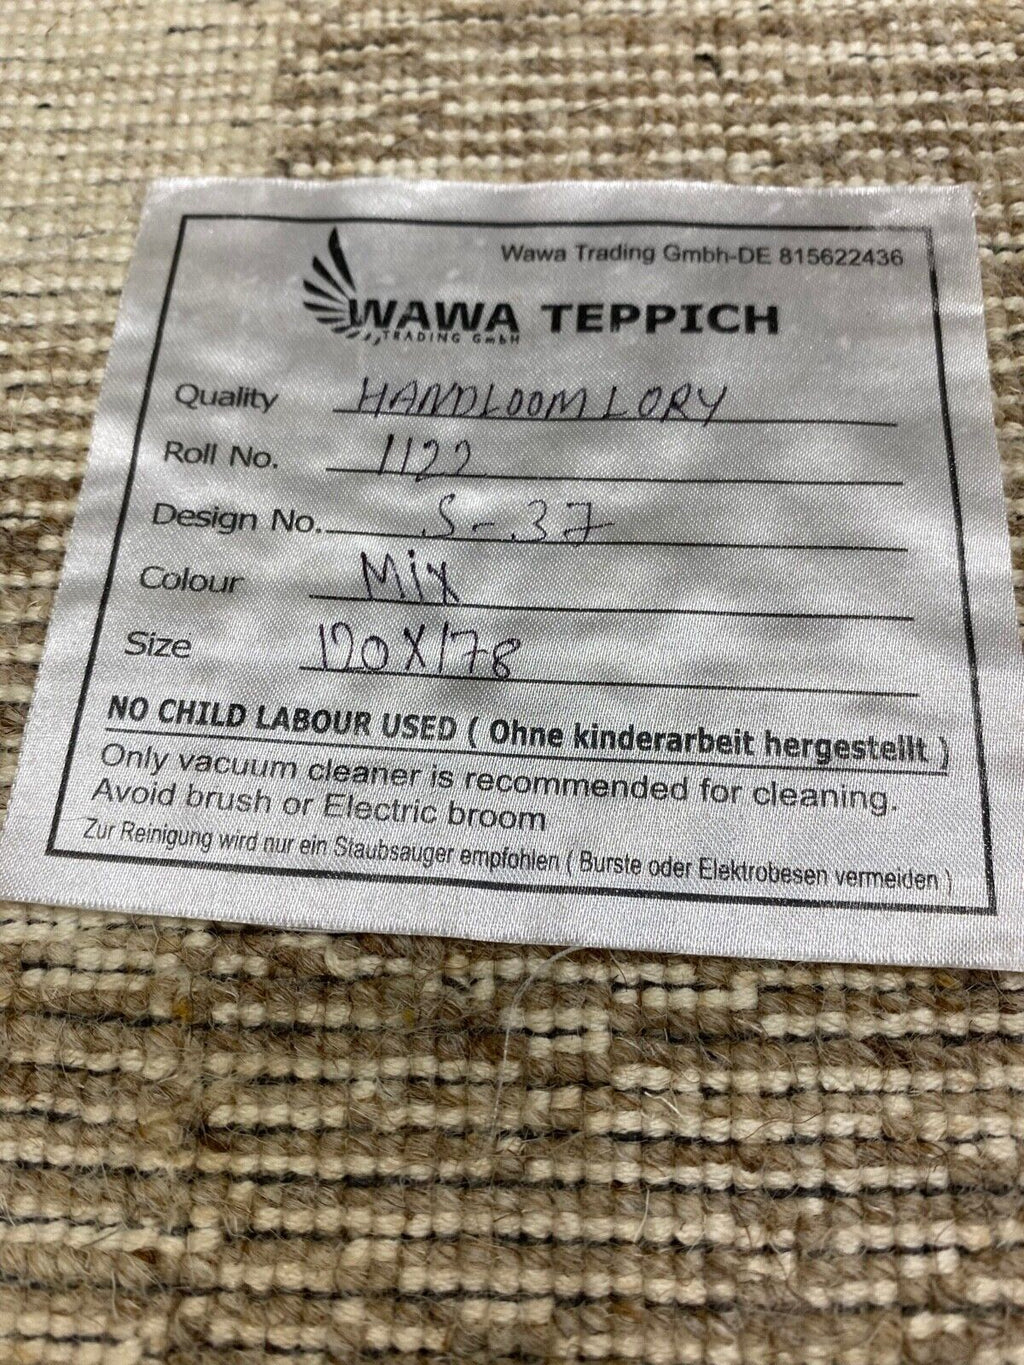 Wawa Trading Gmbh-DE 815622436
WAWA TEPPICH
TRADING GmbH
Quality HANDLOOM LORY
Roll No. 1122
Design No. S-37
Colour Mix
Size 120X178
NO CHILD LABOUR USED ( Ohne kinderarbeit hergestellt )
Only vacuum cleaner is recommended for cleaning.
Avoid brush or Electric broom
Zur Reinigung wird nur ein Staubsauger empfohlen ( Burste oder Elektrobesen vermeiden )